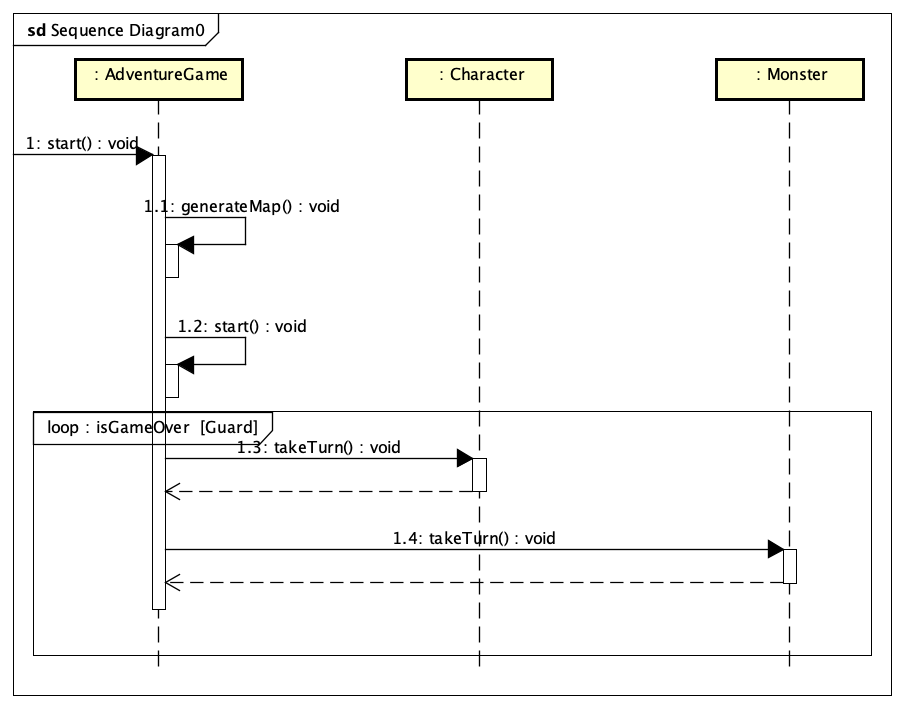 sd Sequence Diagram0
: AdventureGame
: Character
: Monster
1: start() : void
1.1: generateMap() : void
1.2: start() : void
loop : isGameOver [Guard]
1.3: takeTurn() : void
1.4: takeTurn() : void